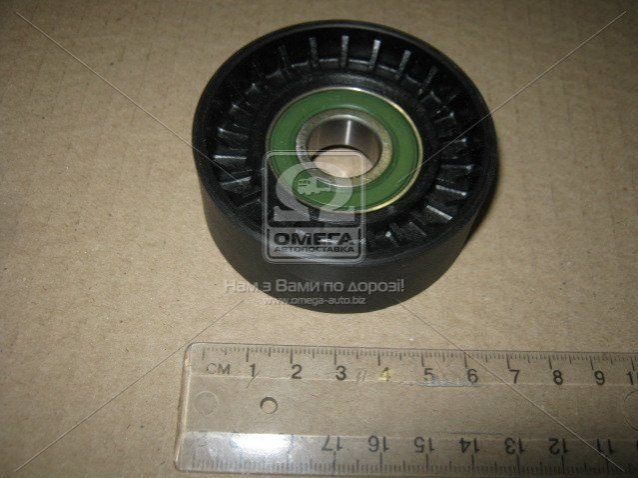 ОМЕГА
АВТОПОСТАВКА
Нам з Вами по дорозі!
www.omega-auto.biz
СМ 1 2 3 4 5 6 7 8 9 10
17 16 15 14 13 12 11